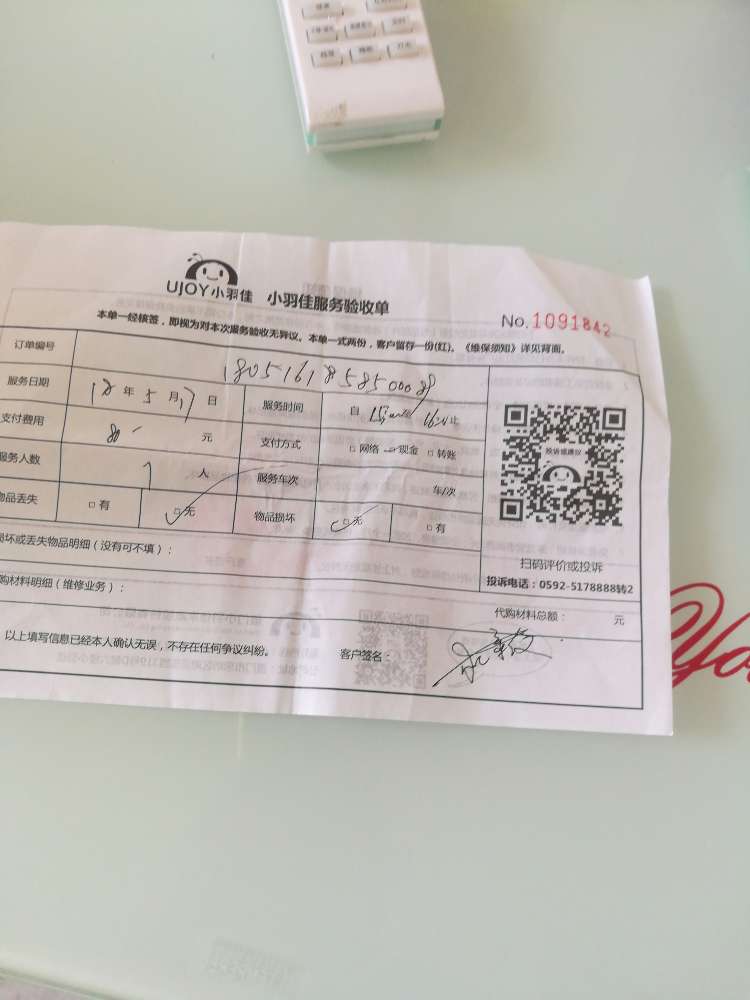 UJOY小羽佳 小羽佳服务验收单
No. 1091842
本单一经核签，即视为对本次服务验收无异议。本单一式两份，客户留存一份(红)。《维保须知》详见背面。
订单编号
服务日期 18 年 5 月 17 日 服务时间 自 止
支付费用 80 元 支付方式 □网络 现金 □转账
服务人数 1 人 服务车次 车/次
物品丢失 □有 □无 物品损坏 □无 □有
损坏或丢失物品明细（没有可不填）：
购材料明细（维修业务）：
投诉或建议
扫码评价或投诉
投诉电话：0592-5178888转2
代购材料总额： 元
以上填写信息已经本人确认无误，不存在任何争议纠纷。 客户签名：
You